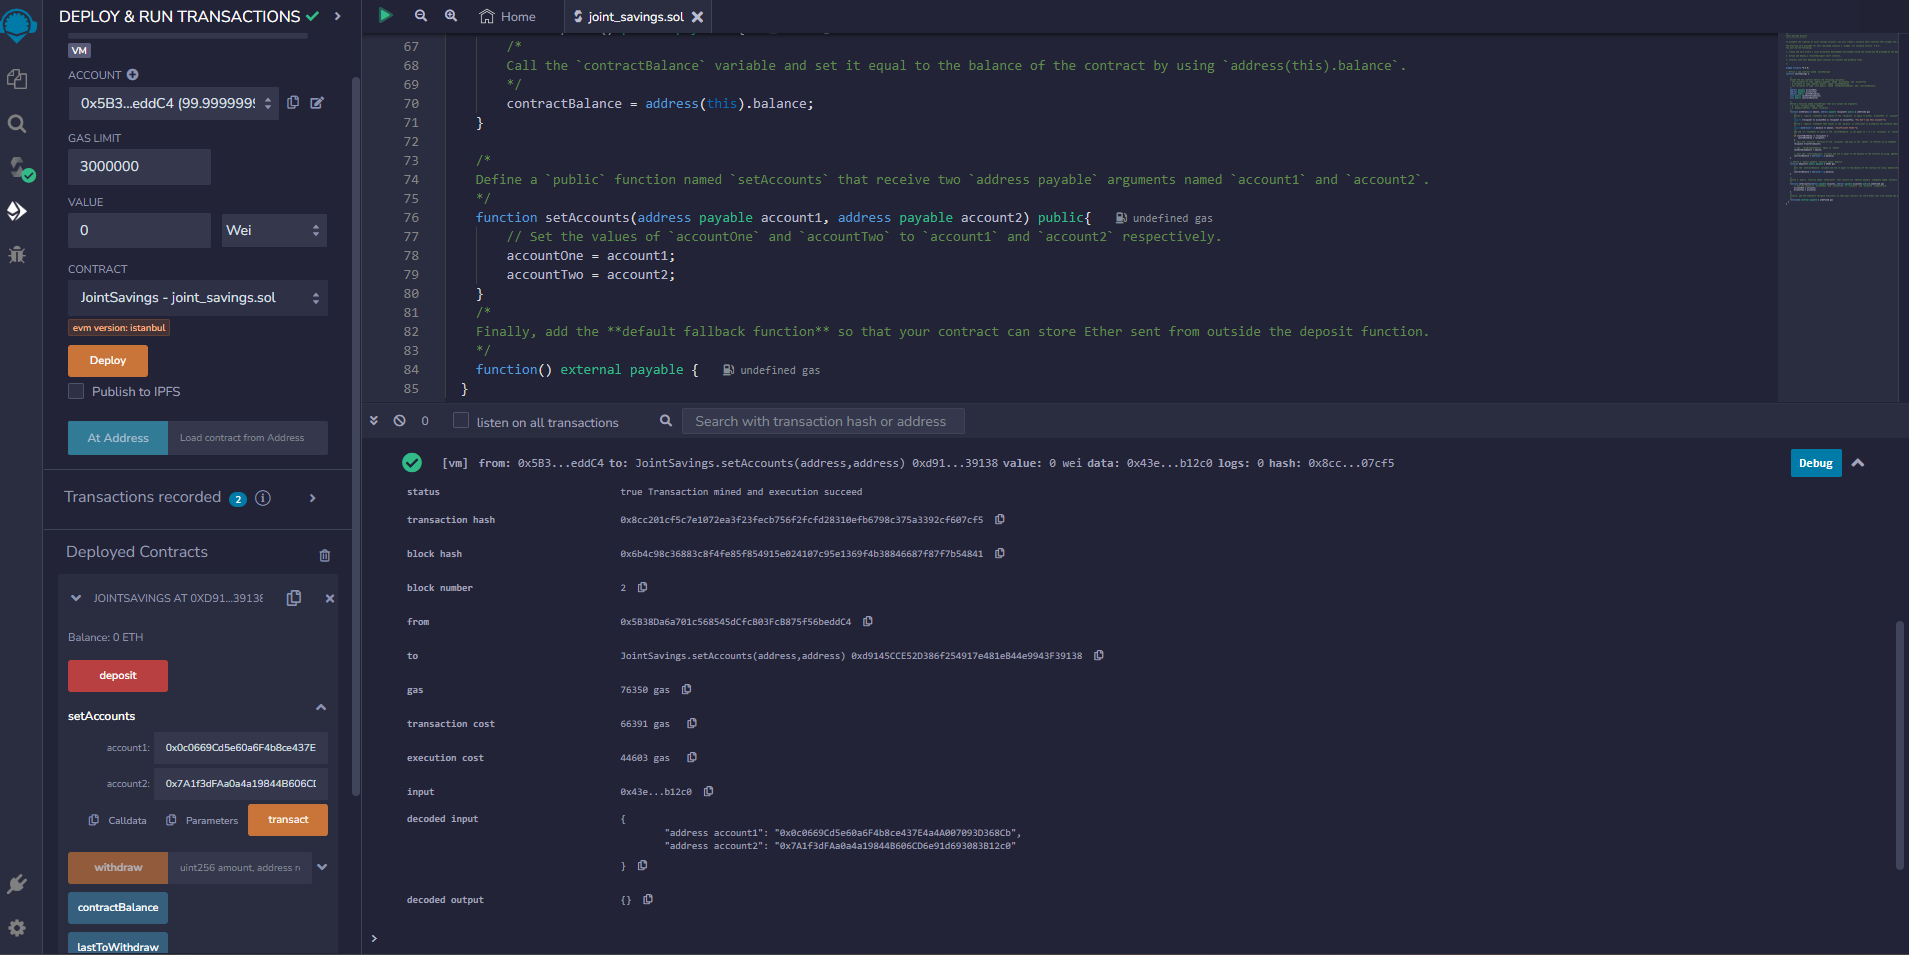 DEPLOY & RUN TRANSACTIONS
VM
ACCOUNT
0x5B3...eddC4 (99.9999999
GAS LIMIT
3000000
VALUE
0
Wei
CONTRACT
JointSavings - joint_savings.sol
evm version: istanbul
Deploy
Publish to IPFS
At Address
Load contract from Address
Transactions recorded 2
Deployed Contracts
JOINTSAVINGS AT 0XD91...39138
Balance: 0 ETH
deposit
setAccounts
account1: 0x0c0669Cd5e60a6F4b8ce437E
account2: 0x7A1f3dFAa0a4a19844B606CD
Calldata
Parameters
transact
withdraw
uint256 amount, address r
contractBalance
lastToWithdraw
Home
joint_savings.sol
67 /*
68 Call the `contractBalance` variable and set it equal to the balance of the contract by using `address(this).balance`.
69 */
70 contractBalance = address(this).balance;
71 }
72
73 /*
74 Define a `public` function named `setAccounts` that receive two `address payable` arguments named `account1` and `account2`.
75 */
76 function setAccounts(address payable account1, address payable account2) public{ undefined gas
77 // Set the values of `accountOne` and `accountTwo` to `account1` and `account2` respectively.
78 accountOne = account1;
79 accountTwo = account2;
80 }
81 /*
82 Finally, add the **default fallback function** so that your contract can store Ether sent from outside the deposit function.
83 */
84 function() external payable { undefined gas
85 }
0
listen on all transactions
Search with transaction hash or address
[vm] from: 0x5B3...eddC4 to: JointSavings.setAccounts(address,address) 0xd91...39138 value: 0 wei data: 0x43e...b12c0 logs: 0 hash: 0x8cc...07cf5
Debug
status true Transaction mined and execution succeed
transaction hash 0x8cc201cf5c7e1072ea3f23fecb756f2fcfd28310efb6798c375a3392cf607cf5
block hash 0x6b4c98c36883c8f4fe85f854915e024107c95e1369f4b38846687f87f7b54841
block number 2
from 0x5B38Da6a701c568545dCfcB03FcB875f56beddC4
to JointSavings.setAccounts(address,address) 0xd9145CCE52D386f254917e481eB44e9943F39138
gas 76350 gas
transaction cost 66391 gas
execution cost 44603 gas
input 0x43e...b12c0
decoded input {
"address account1": "0x0c0669Cd5e60a6F4b8ce437E4a4A007093D368Cb",
"address account2": "0x7A1f3dFAa0a4a19844B606CD6e91d693083B12c0"
}
decoded output {}
>